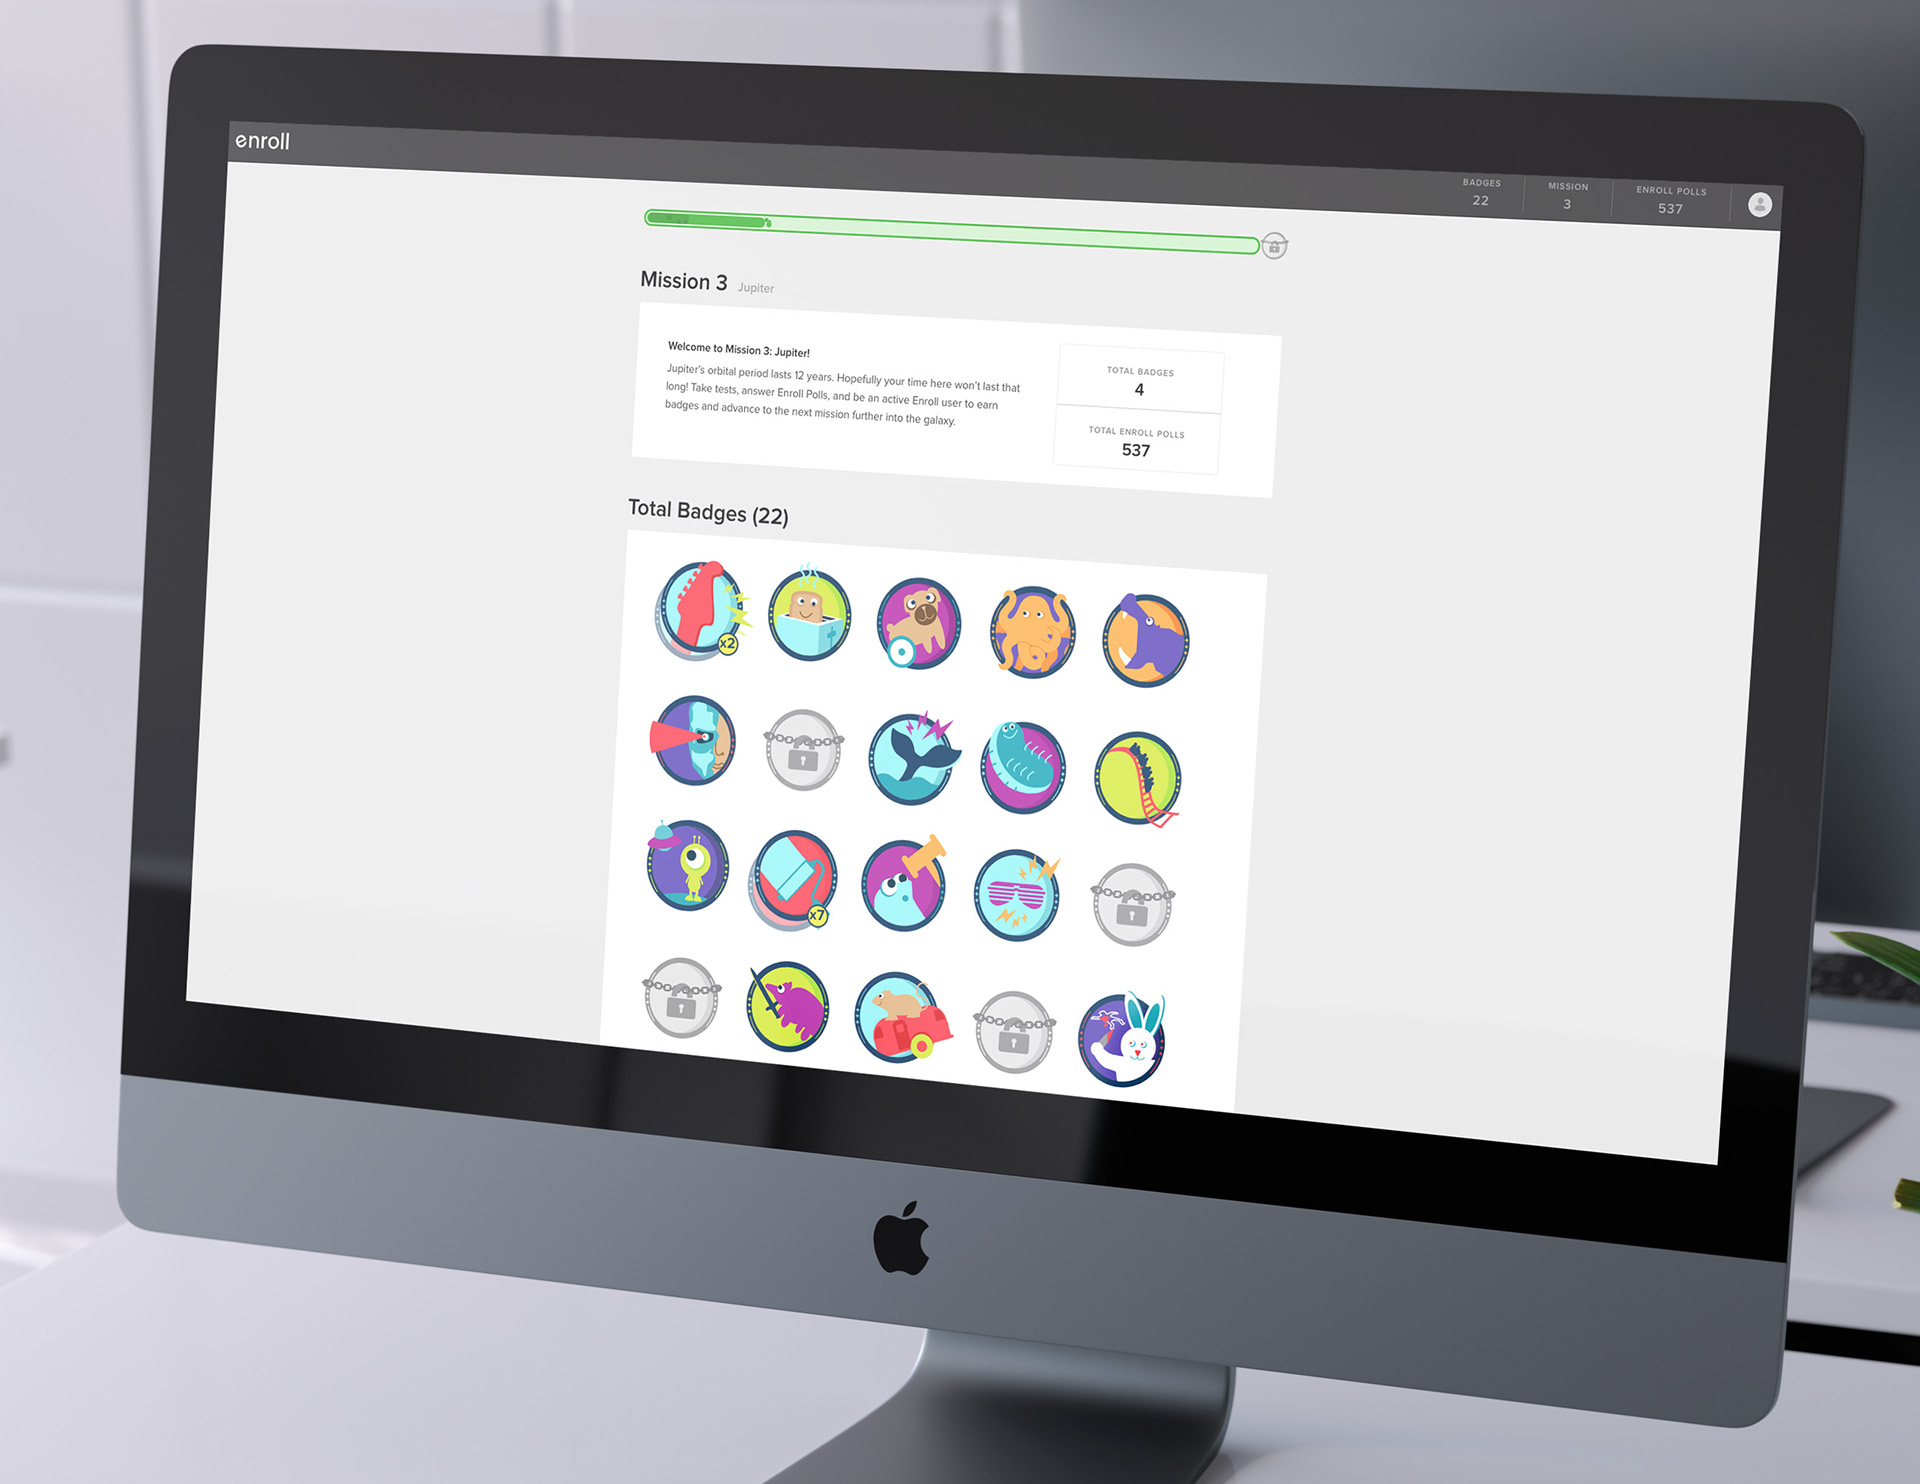 enroll
BADGES
22
MISSION
3
ENROLL POLLS
537
Mission 3 Jupiter
Welcome to Mission 3: Jupiter!
Jupiter's orbital period lasts 12 years. Hopefully your time here won't last that
long! Take tests, answer Enroll Polls, and be an active Enroll user to earn
badges and advance to the next mission further into the galaxy.
TOTAL BADGES
4
TOTAL ENROLL POLLS
537
Total Badges (22)
x2
x7